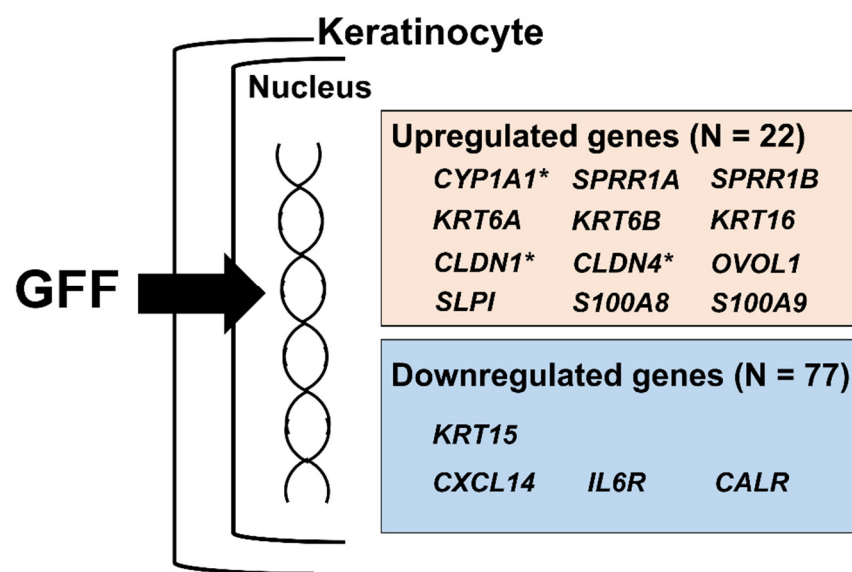 Keratinocyte
Nucleus
GFF
Upregulated genes (N = 22)
CYP1A1* SPRR1A SPRR1B
KRT6A KRT6B KRT16
CLDN1* CLDN4* OVOL1
SLPI S100A8 S100A9
Downregulated genes (N = 77)
KRT15
CXCL14 IL6R CALR